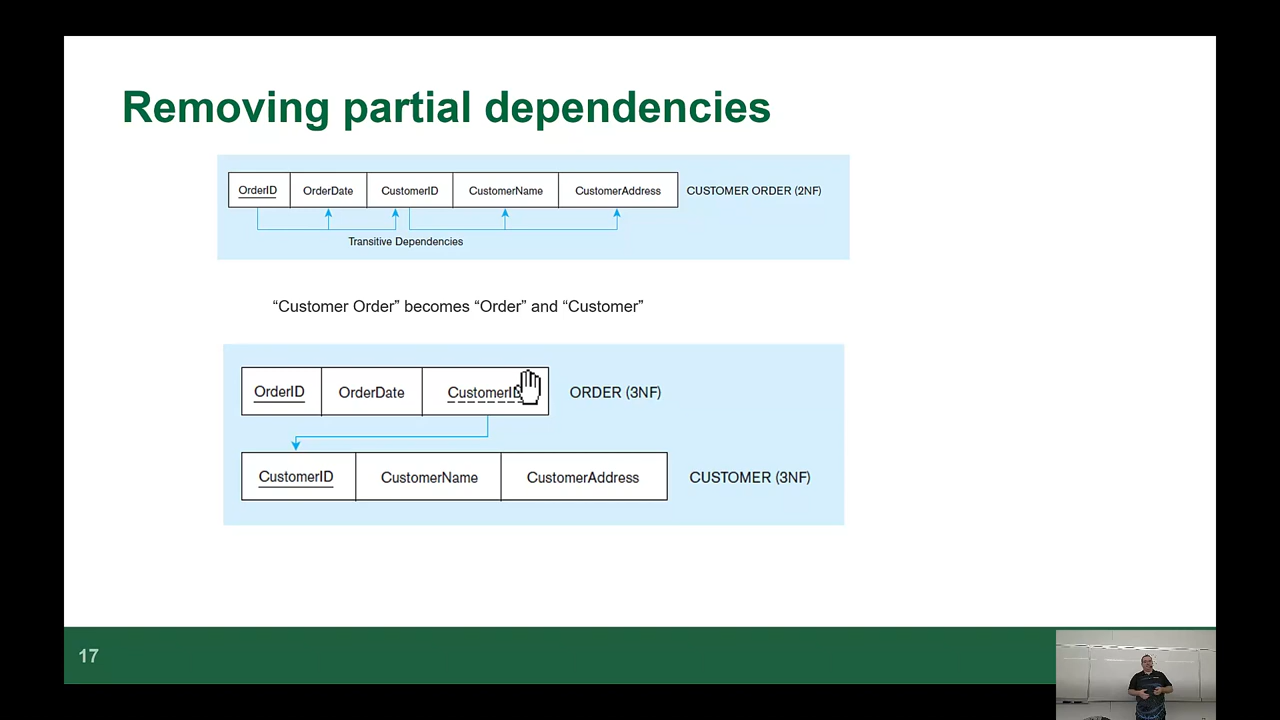 Removing partial dependencies
OrderID OrderDate CustomerID CustomerName CustomerAddress CUSTOMER ORDER (2NF)
Transitive Dependencies
“Customer Order” becomes “Order” and “Customer”
OrderID OrderDate CustomerID ORDER (3NF)
CustomerID CustomerName CustomerAddress CUSTOMER (3NF)
17